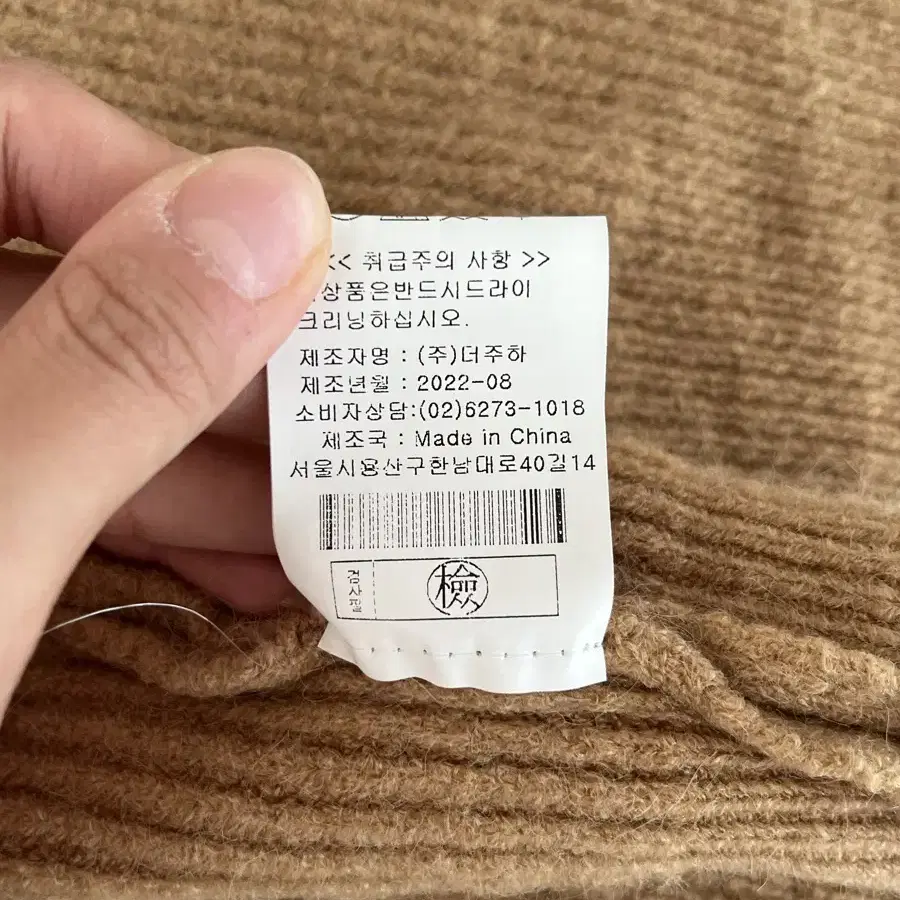 << 취급주의 사항 >>
상품은반드시드라이
크리닝하십시오.
제조자명 : (주)더주하
제조년월 : 2022-08
소비자상담:(02)6273-1018
제조국 : Made in China
서울시용산구한남대로40길14
검사필
檢